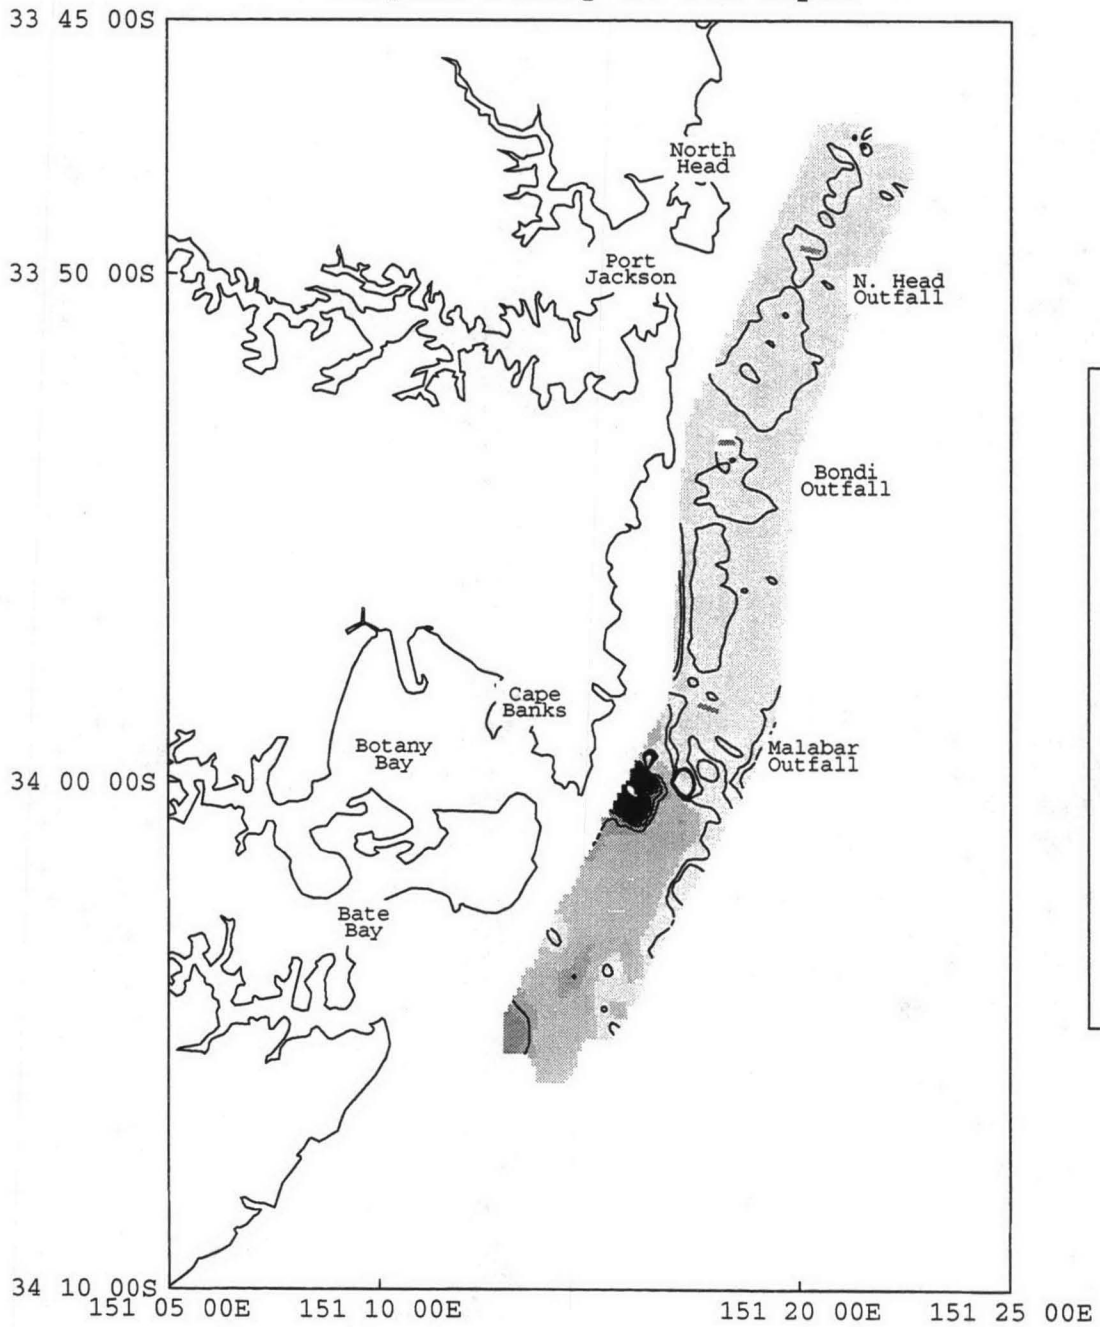 33 45 00S
North
Head
Port
Jackson
33 50 00S
N. Head
Outfall
Bondi
Outfall
Cape
Banks
Botany
Bay
Malabar
Outfall
34 00 00S
Bate
Bay
34 10 00S
151 05 00E
151 10 00E
151 20 00E
151 25 00E